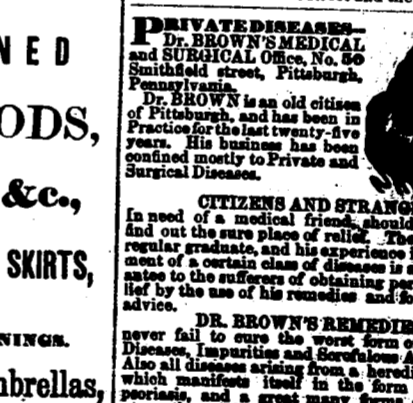 NED
ODS,
&c.,
SKIRTS,
NINGS.
mbrellas,
PRIVATE DISEASES—
Dr. BROWN'S MEDICAL
and SURGICAL Office, No. 50
Smithfield street, Pittsburgh,
Pennsylvania.
Dr. BROWN is an old citizen
of Pittsburgh, and has been in
Practice for the last twenty-five
years. His business has been
confined mostly to Private and
Surgical Diseases.
CITIZENS AND STRANG
In need of a medical friend, should
find out the sure place of relief. The
regular graduate, and his experience i
ment of a certain class of diseases is a
antee to the sufferers of obtaining per
lief by the use of his remedies and fo
advice.
DR. BROWN'S REMEDIE
never fail to cure the worst form o
Diseases, Impurities and Scrofulous A
Also all diseases arising from a heredi
which manifests itself in the form
psoriasis, and a great many forms